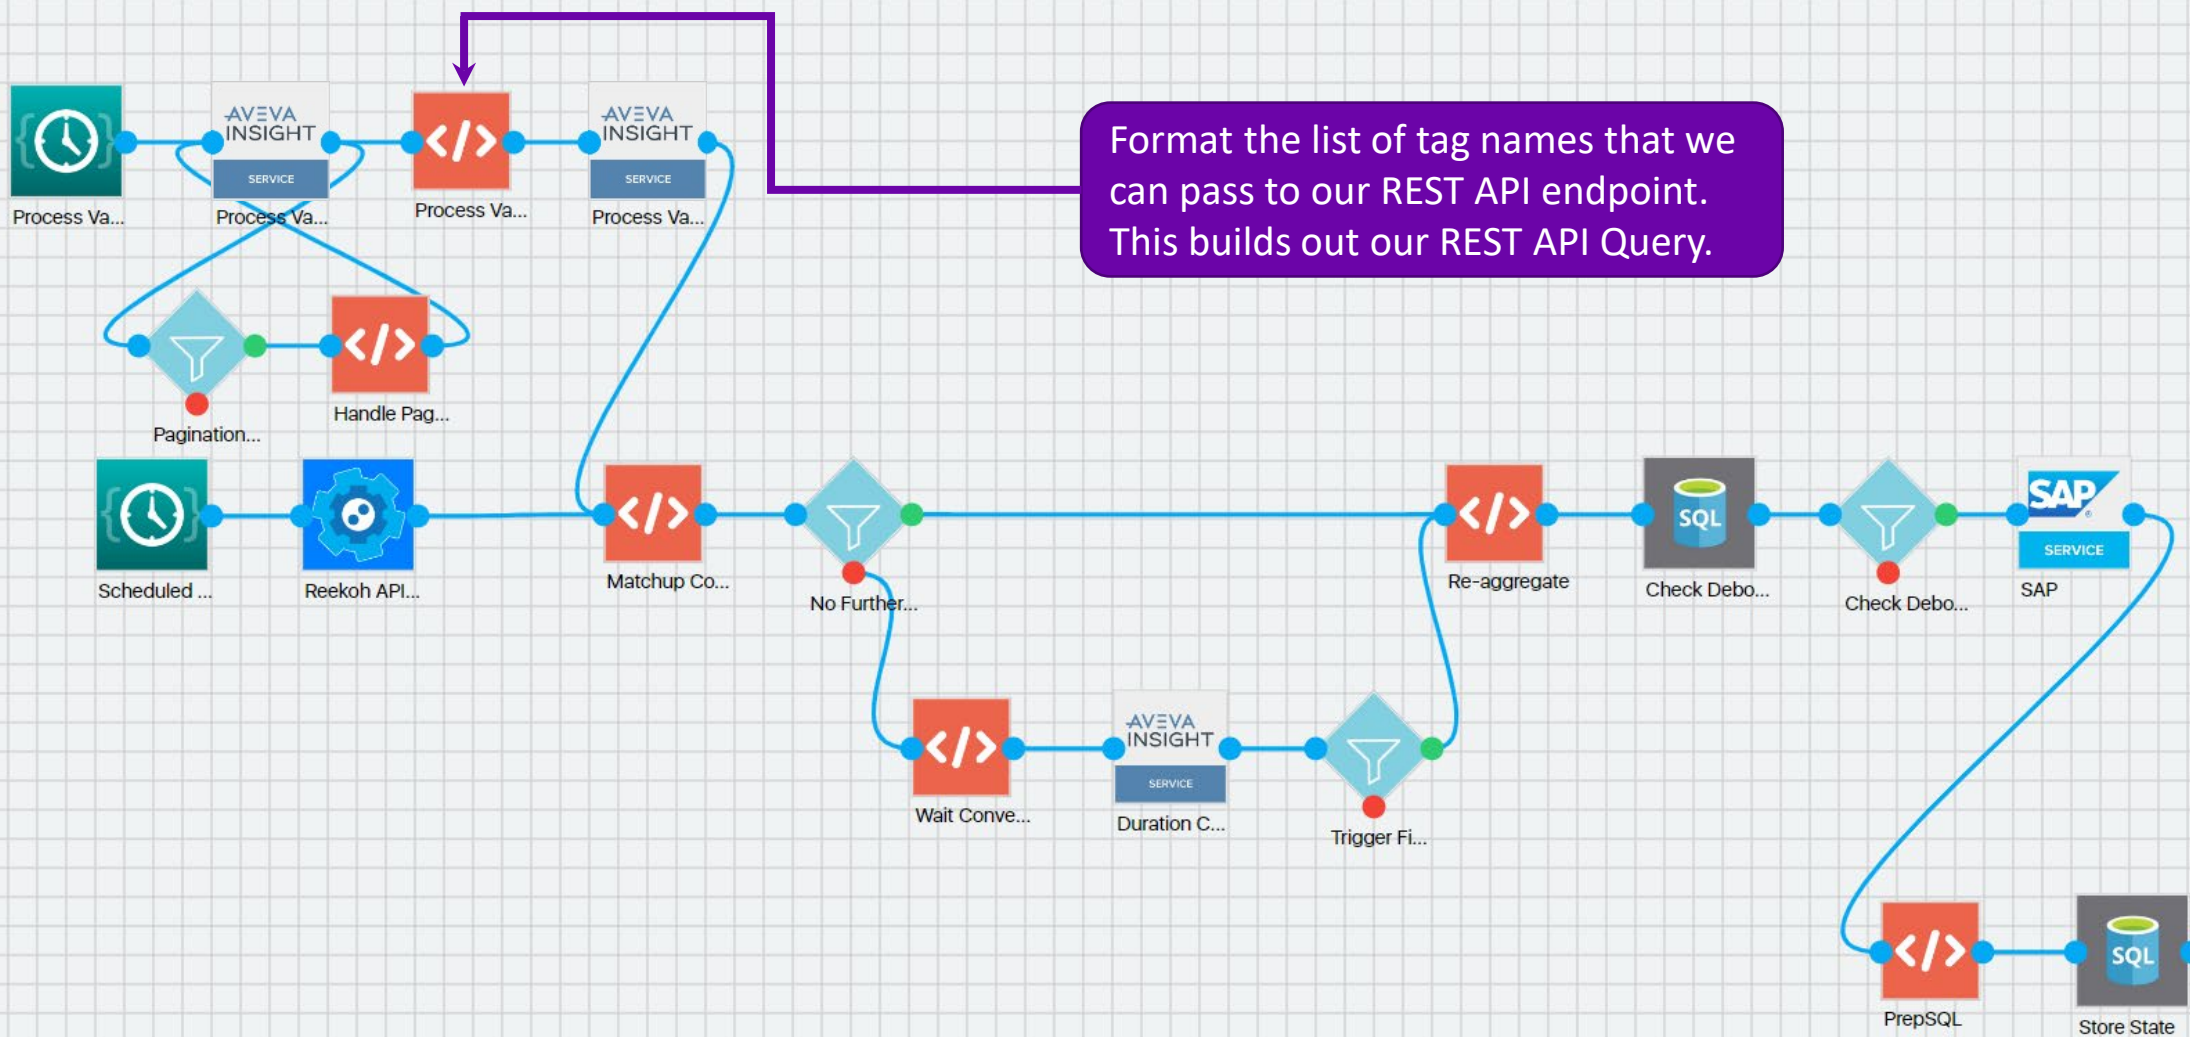 Format the list of tag names that we
can pass to our REST API endpoint.
This builds out our REST API Query.
AVEVA
INSIGHT
SERVICE
AVEVA
INSIGHT
SERVICE
Process Va...
Process Va...
Process Va...
Process Va...
Pagination...
Handle Pag...
Scheduled ...
Reekoh API...
Matchup Co...
No Further...
Re-aggregate
SQL
Check Debo...
Check Debo...
SAP
SERVICE
SAP
Wait Conve...
AVEVA
INSIGHT
SERVICE
Duration C...
Trigger Fi...
PrepSQL
SQL
Store State